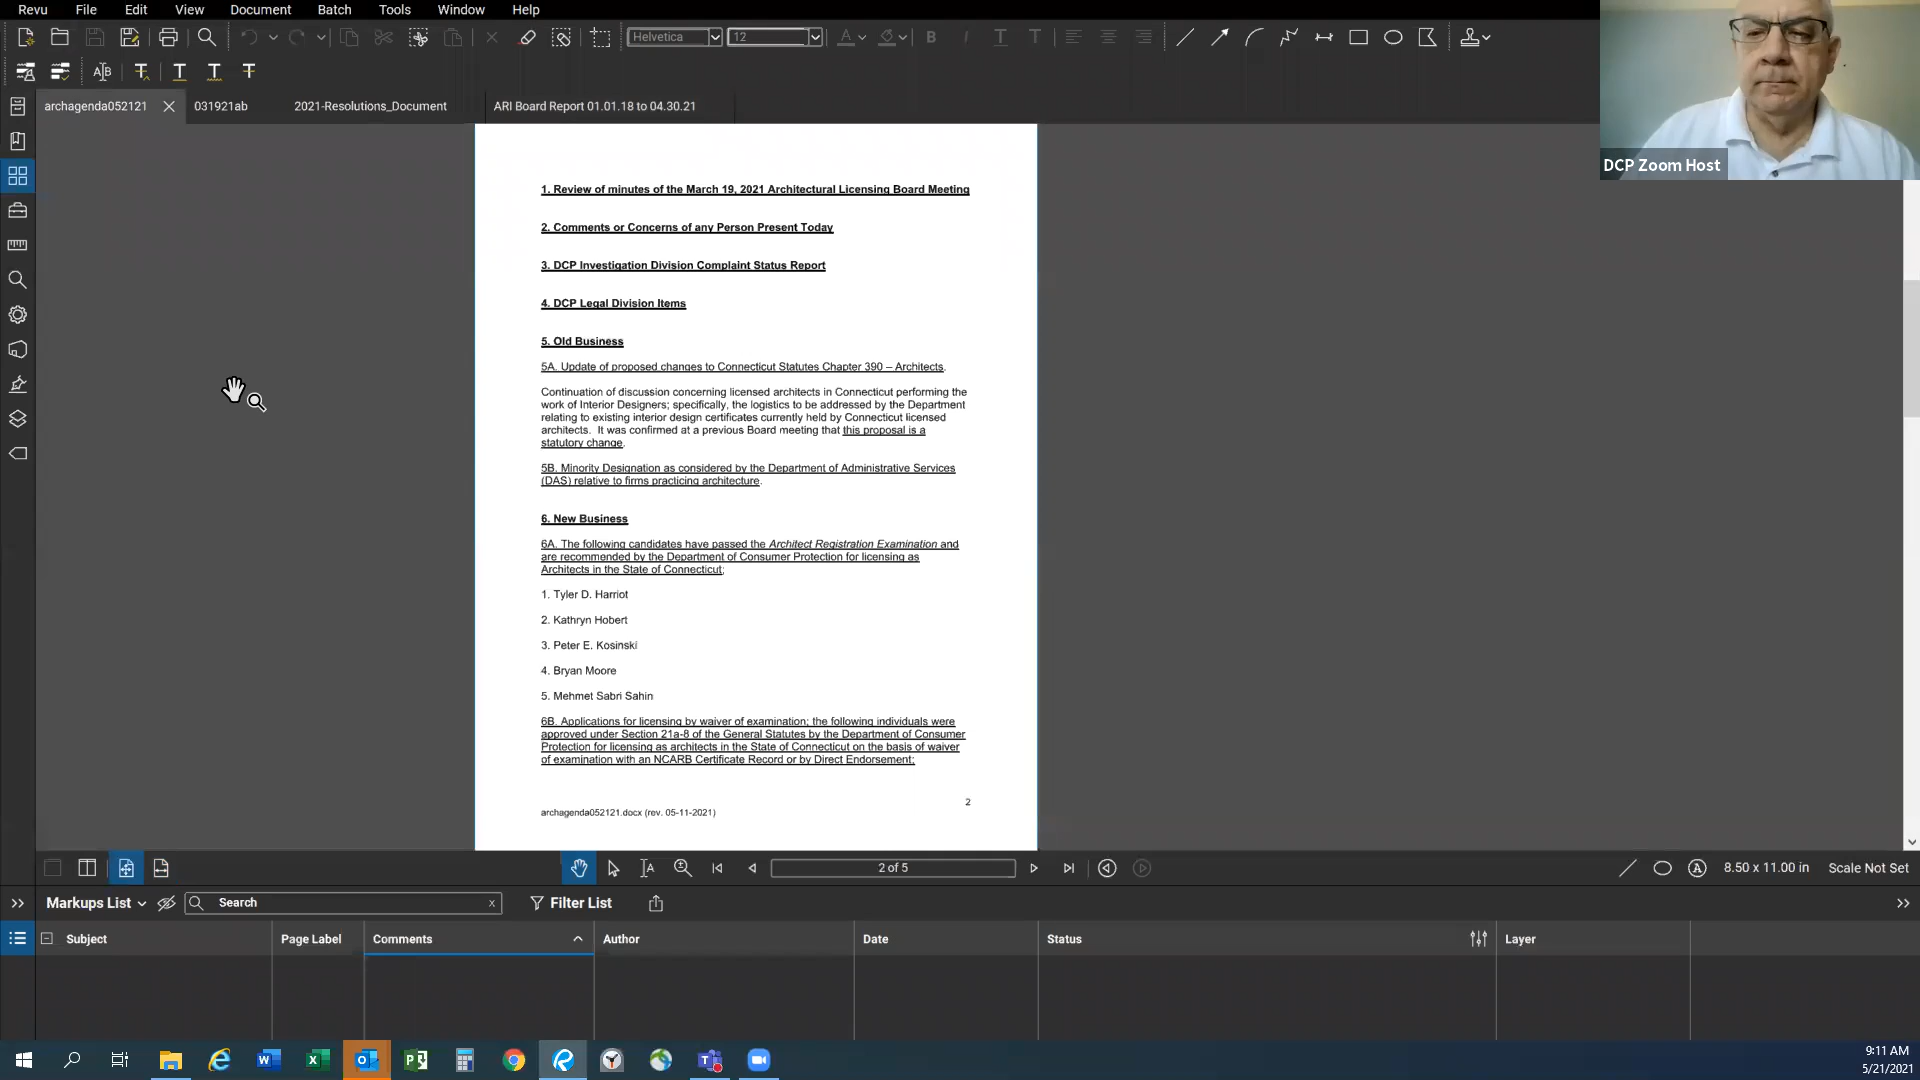 Revu File Edit View Document Batch Tools Window Help
Helvetica 12
archagenda052121 031921ab 2021-Resolutions_Document ARI Board Report 01.01.18 to 04.30.21
DCP Zoom Host
1. Review of minutes of the March 19, 2021 Architectural Licensing Board Meeting
2. Comments or Concerns of any Person Present Today
3. DCP Investigation Division Complaint Status Report
4. DCP Legal Division Items
5. Old Business
5A. Update of proposed changes to Connecticut Statutes Chapter 390 – Architects.
Continuation of discussion concerning licensed architects in Connecticut performing the
work of Interior Designers; specifically, the logistics to be addressed by the Department
relating to existing interior design certificates currently held by Connecticut licensed
architects. It was confirmed at a previous Board meeting that this proposal is a
statutory change.
5B. Minority Designation as considered by the Department of Administrative Services
(DAS) relative to firms practicing architecture.
6. New Business
6A. The following candidates have passed the Architect Registration Examination and
are recommended by the Department of Consumer Protection for licensing as
Architects in the State of Connecticut;
1. Tyler D. Harriot
2. Kathryn Hobert
3. Peter E. Kosinski
4. Bryan Moore
5. Mehmet Sabri Sahin
6B. Applications for licensing by waiver of examination; the following individuals were
approved under Section 21a-8 of the General Statutes by the Department of Consumer
Protection for licensing as architects in the State of Connecticut on the basis of waiver
of examination with an NCARB Certificate Record or by Direct Endorsement;
2
archagenda052121.docx (rev. 05-11-2021)
2 of 5 8.50 x 11.00 in Scale Not Set
Markups List Search x Filter List
Subject Page Label Comments Author Date Status Layer
9:11 AM
5/21/2021